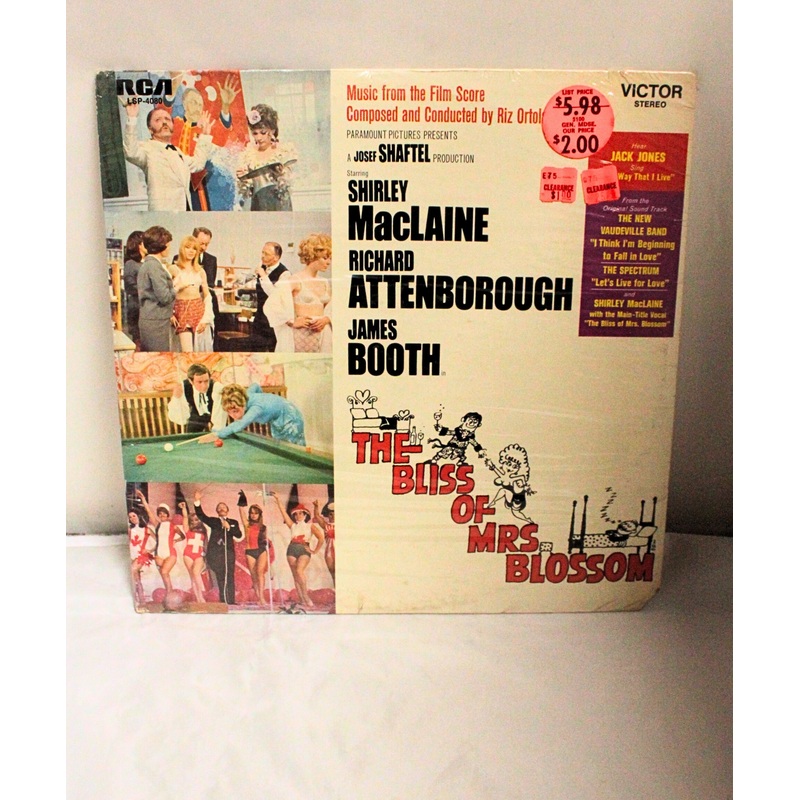 RCA
LSP-4080
Music from the Film Score
Composed and Conducted by Riz
PARAMOUNT PICTURES PRESENTS
A JOSEF SHAFTEL PRODUCTION
Starring
SHIRLEY
MacLAINE
RICHARD
ATTENBOROUGH
JAMES
BOOTH
THE
BLISS
OF
MRS.
BLOSSOM
LIST PRICE
$5.98
GEN. MDSE.
OUR PRICE
$2.00
E75
CLEARANCE
CLEARANCE
VICTOR
STEREO
Hear
JACK JONES
Sing
Way That I Live"
From the
Original Sound Track
THE NEW
VAUDEVILLE BAND
"I Think I'm Beginning
to Fall in Love"
THE SPECTRUM
"Let's Live for Love"
and
SHIRLEY MacLAINE
with the Main-Title Vocal
"The Bliss of Mrs. Blossom"